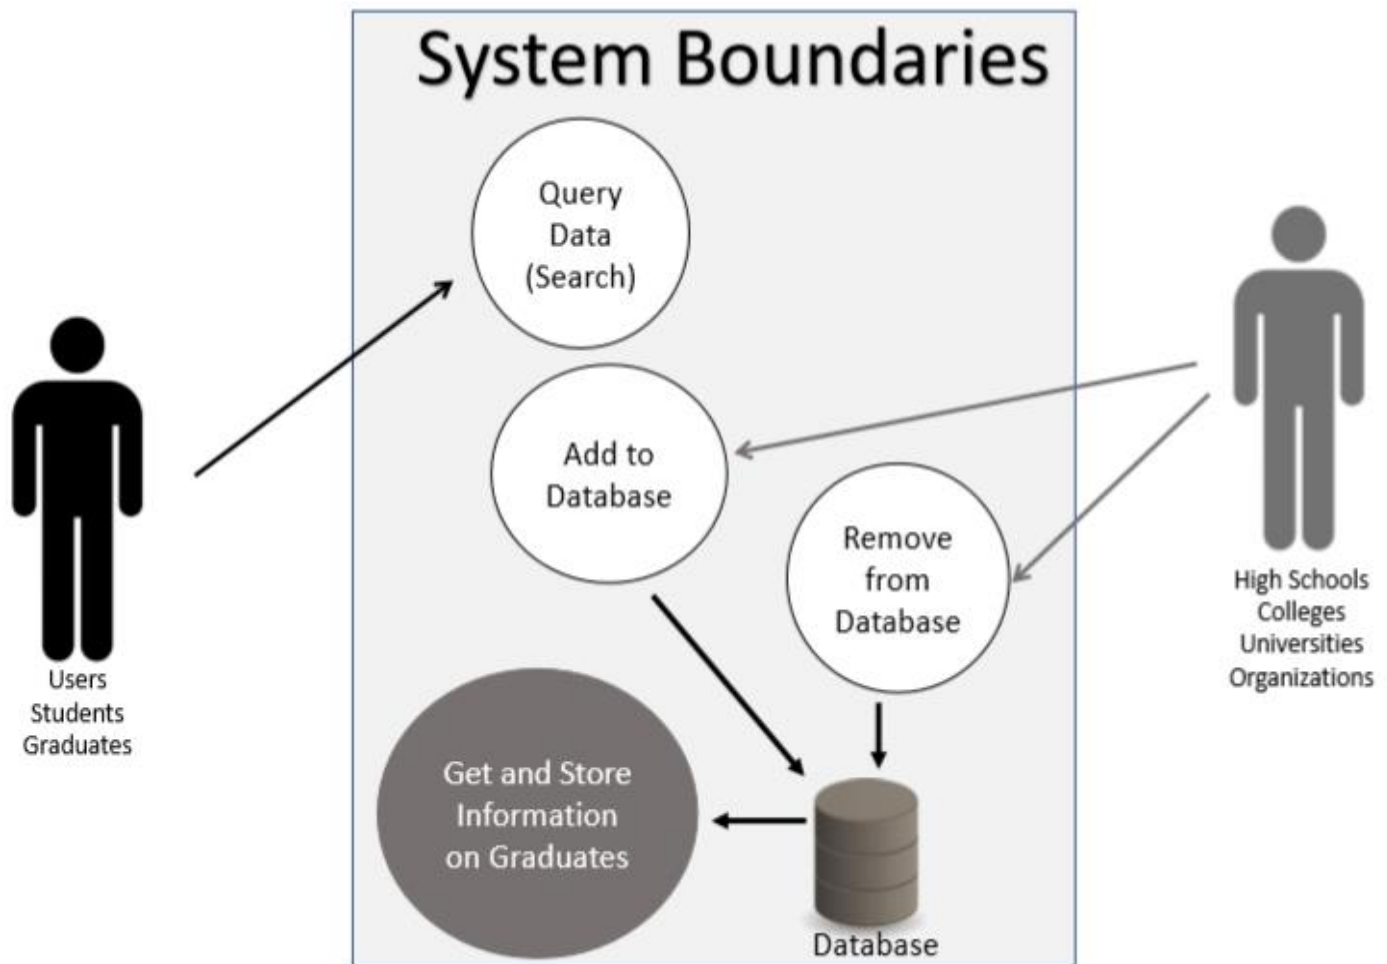 System Boundaries
Query
Data
(Search)
Add to
Database
Remove
from
Database
Users
Students
Graduates
High Schools
Colleges
Universities
Organizations
Get and Store
Information
on Graduates
Database